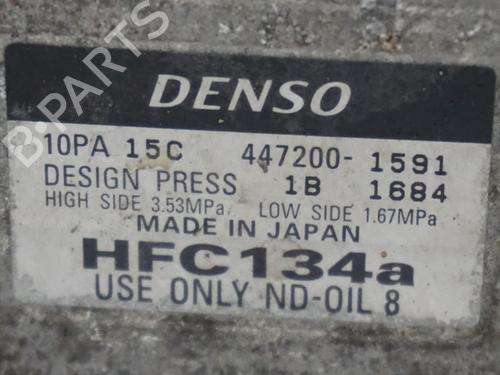 DENSO
10PA 15C 447200-1591
DESIGN PRESS 1B 1684
HIGH SIDE 3.53MPa LOW SIDE 1.67MPa
MADE IN JAPAN
HFC134a
USE ONLY ND-OIL 8
B-PARTS